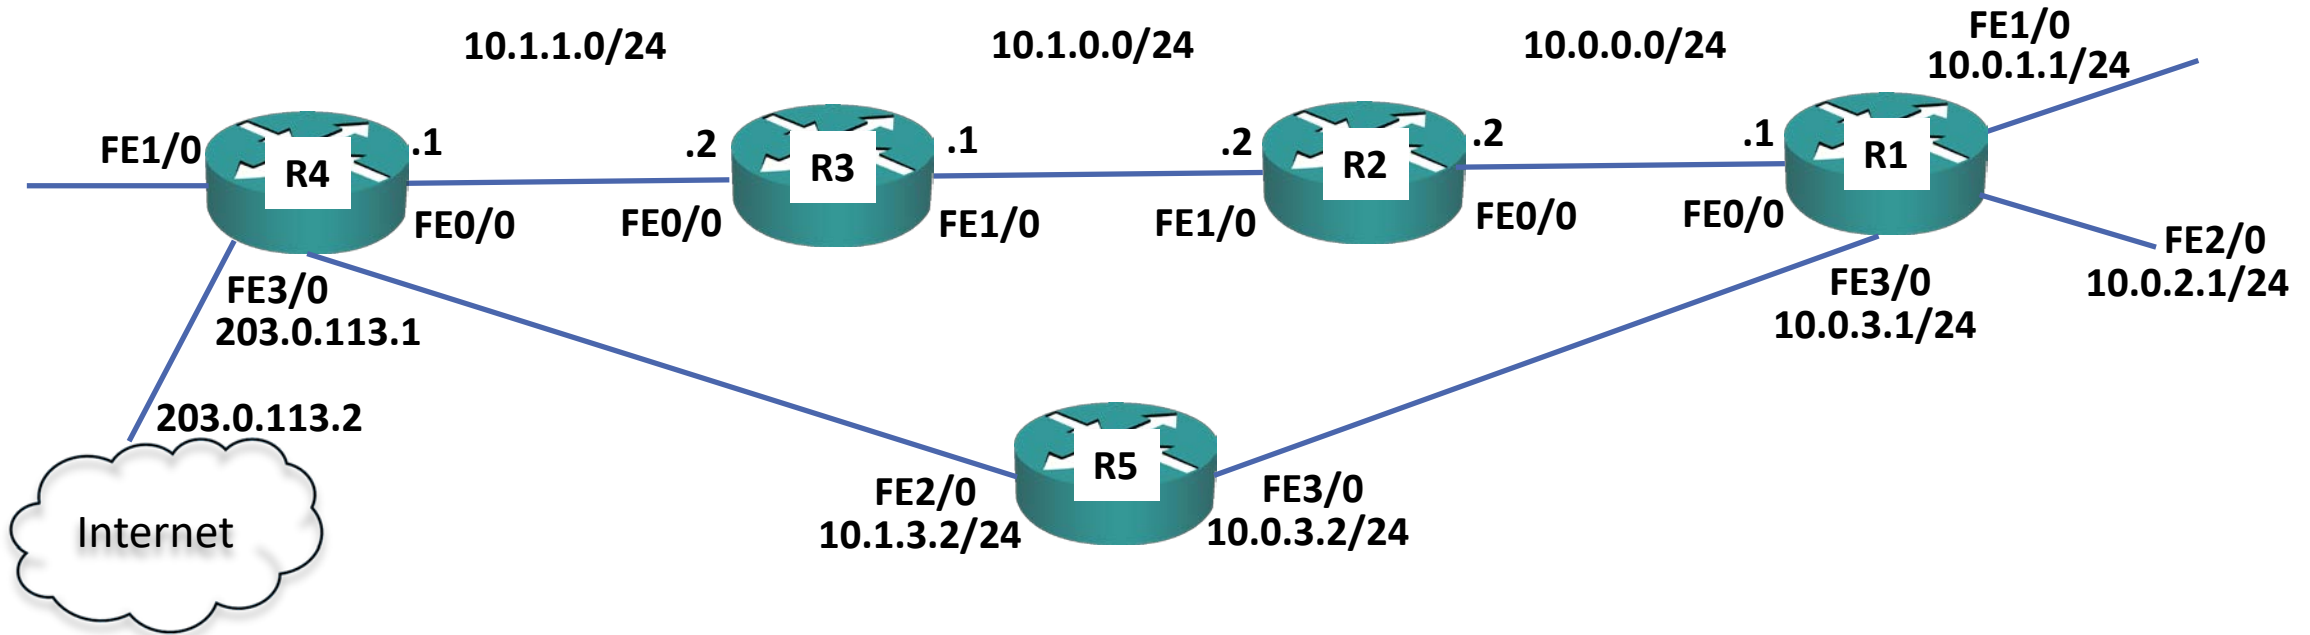 10.1.1.0/24
10.1.0.0/24
10.0.0.0/24
FE1/0
10.0.1.1/24
FE1/0
R4
.1
FE0/0
.2
R3
.1
FE0/0
FE1/0
.2
R2
.2
FE1/0
FE0/0
.1
R1
FE0/0
FE2/0
10.0.2.1/24
FE3/0
10.0.3.1/24
FE3/0
203.0.113.1
203.0.113.2
Internet
R5
FE2/0
10.1.3.2/24
FE3/0
10.0.3.2/24